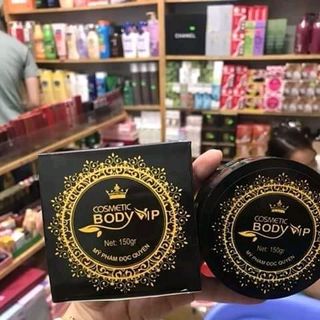 CHANEL
COSMETIC
BODY VIP
Net: 150gr
MỸ PHẨM ĐỘC QUYỀN
COSMETIC
BODY VIP
Net: 150gr
MỸ PHẨM ĐỘC QUYỀN